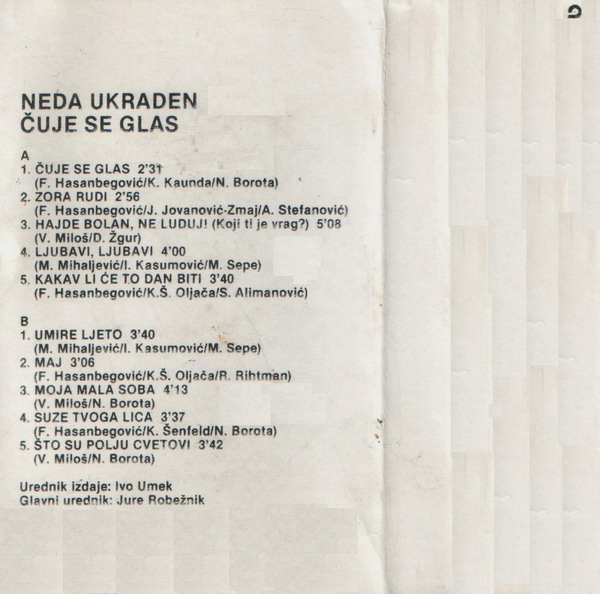 NEDA UKRADEN
ČUJE SE GLAS
A
1. ČUJE SE GLAS 2'31
(F. Hasanbegović/K. Kaunda/N. Borota)
2. ZORA RUDI 2'56
(F. Hasanbegović/J. Jovanović-Zmaj/A. Stefanović)
3. HAJDE BOLAN, NE LUDUJ! (Koji ti je vrag?) 5'08
(V. Miloš/D. Žgur)
4. LJUBAVI, LJUBAVI 4'00
(M. Mihaljević/I. Kasumović/M. Sepe)
5. KAKAV LI ĆE TO DAN BITI 3'40
(F. Hasanbegović/K.Š. Oljača/S. Alimanović)
B
1. UMIRE LJETO 3'40
(M. Mihaljević/I. Kasumović/M. Sepe)
2. MAJ 3'06
(F. Hasanbegović/K.Š. Oljača/R. Rihtman)
3. MOJA MALA SOBA 4'13
(V. Miloš/N. Borota)
4. SUZE TVOGA LICA 3'37
(F. Hasanbegović/K. Šenfeld/N. Borota)
5. ŠTO SU POLJU CVETOVI 3'42
(V. Miloš/N. Borota)
Urednik izdaje: Ivo Umek
Glavni urednik: Jure Robežnik